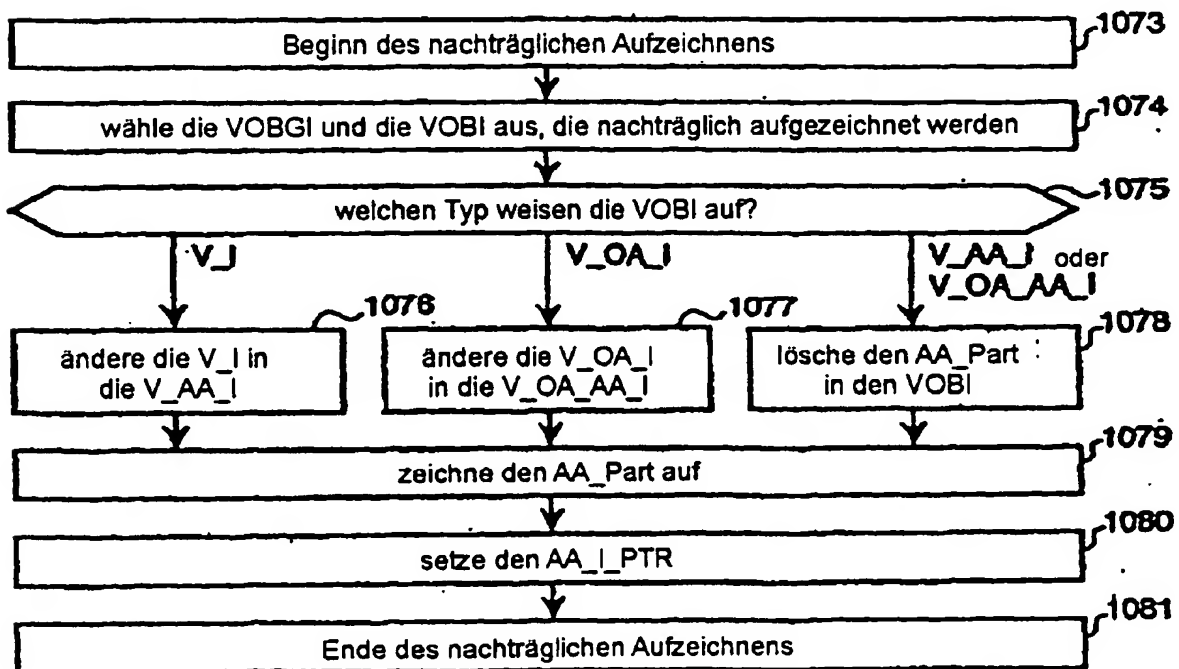 1073
Beginn des nachträglichen Aufzeichnens
1074
wähle die VOBGI und die VOBI aus, die nachträglich aufgezeichnet werden
1075
welchen Typ weisen die VOBI auf?
V_I
V_OA_I
V_AA_I oder
V_OA_AA_I
1076
ändere die V_I in
die V_AA_I
1077
ändere die V_OA_I
in die V_OA_AA_I
1078
lösche den AA_Part
in den VOBI
1079
zeichne den AA_Part auf
1080
setze den AA_I_PTR
1081
Ende des nachträglichen Aufzeichnens